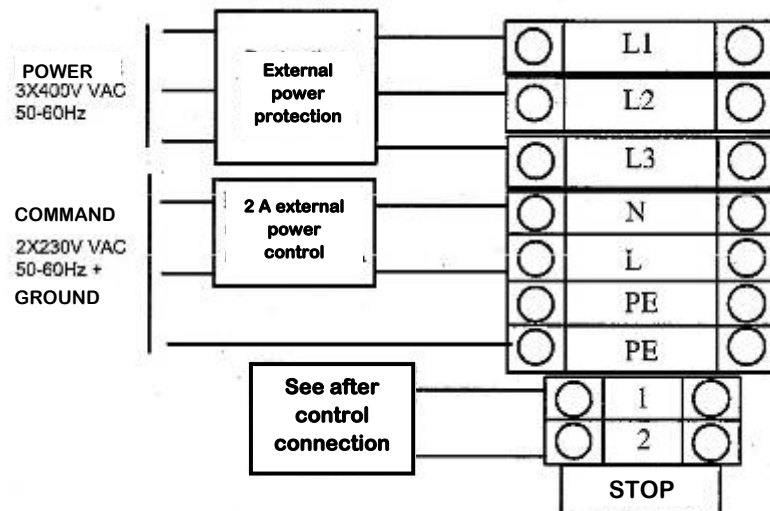 POWER
3X400V VAC
50-60Hz
External
power
protection
L1
L2
L3
COMMAND
2X230V VAC
50-60Hz +
GROUND
2 A external
power
control
N
L
PE
PE
See after
control
connection
1
2
STOP